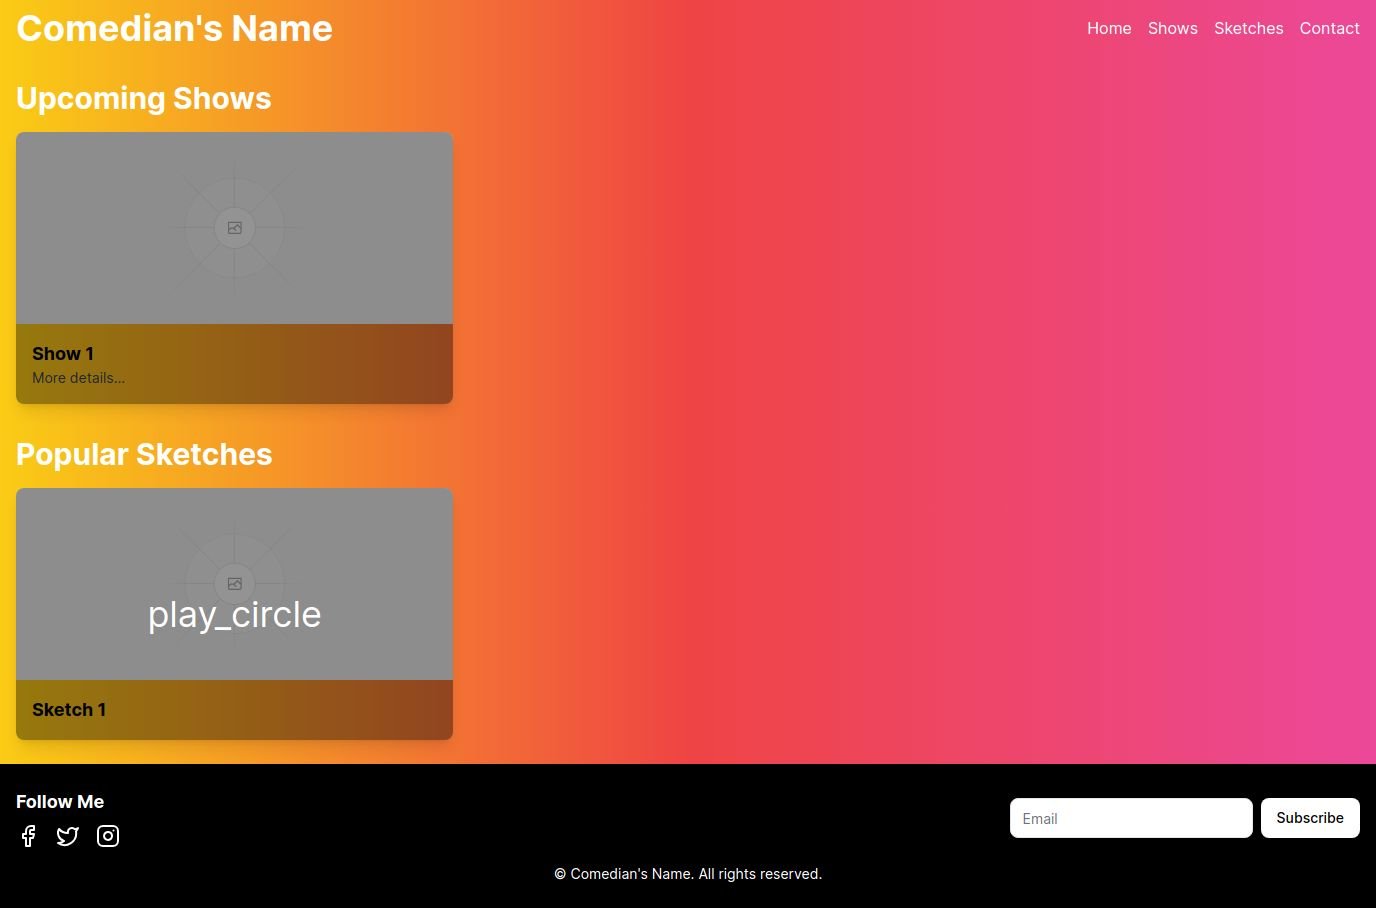 Comedian's Name
Home Shows Sketches Contact
Upcoming Shows
Show 1
More details...
Popular Sketches
play_circle
Sketch 1
Follow Me
Email
Subscribe
© Comedian's Name. All rights reserved.